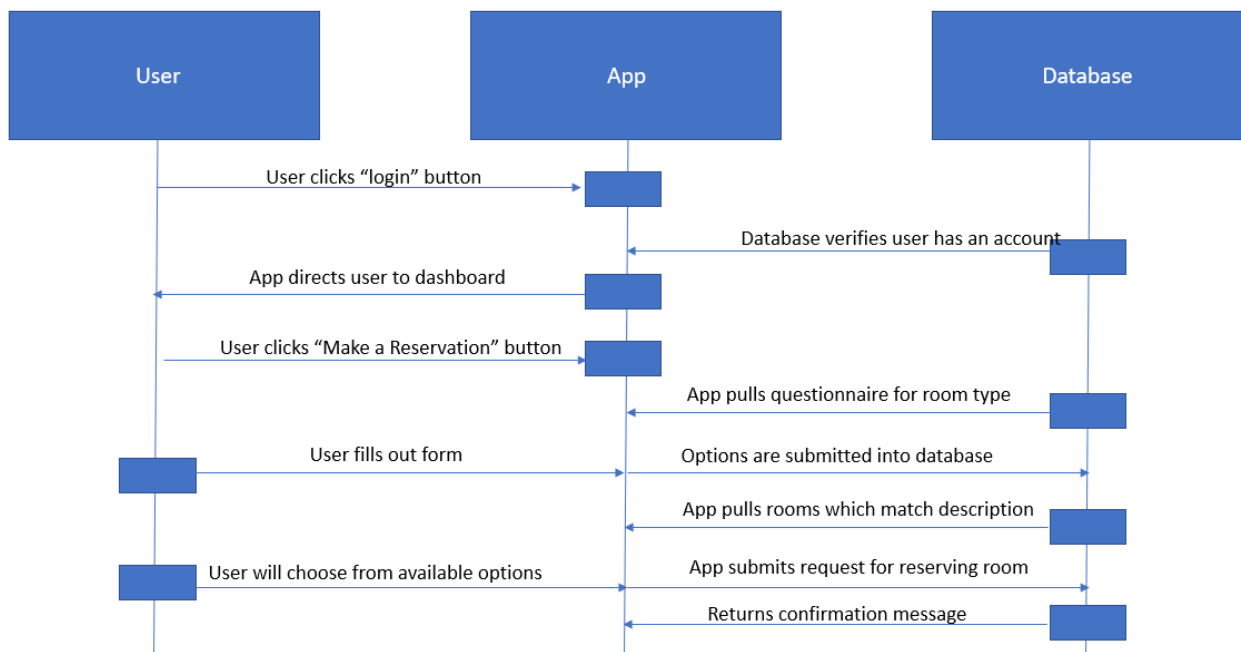 User
App
Database
User clicks “login” button
Database verifies user has an account
App directs user to dashboard
User clicks “Make a Reservation” button
App pulls questionnaire for room type
User fills out form
Options are submitted into database
App pulls rooms which match description
User will choose from available options
App submits request for reserving room
Returns confirmation message